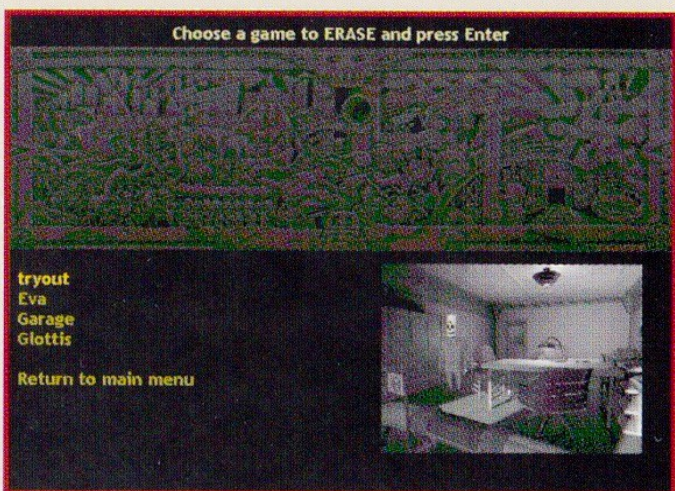 Choose a game to ERASE and press Enter
tryout
Eva
Garage
Glottis
Return to main menu